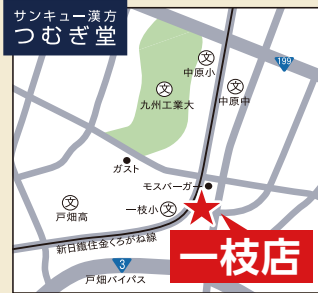 サンキュー漢方
つむぎ堂
199
中原小
文
文
中原中
文
九州工業大
ガスト
モスバーガー
文
戸畑高
一枝小
文
新日鐵住金くろがね線
一枝店
3
戸畑バイパス